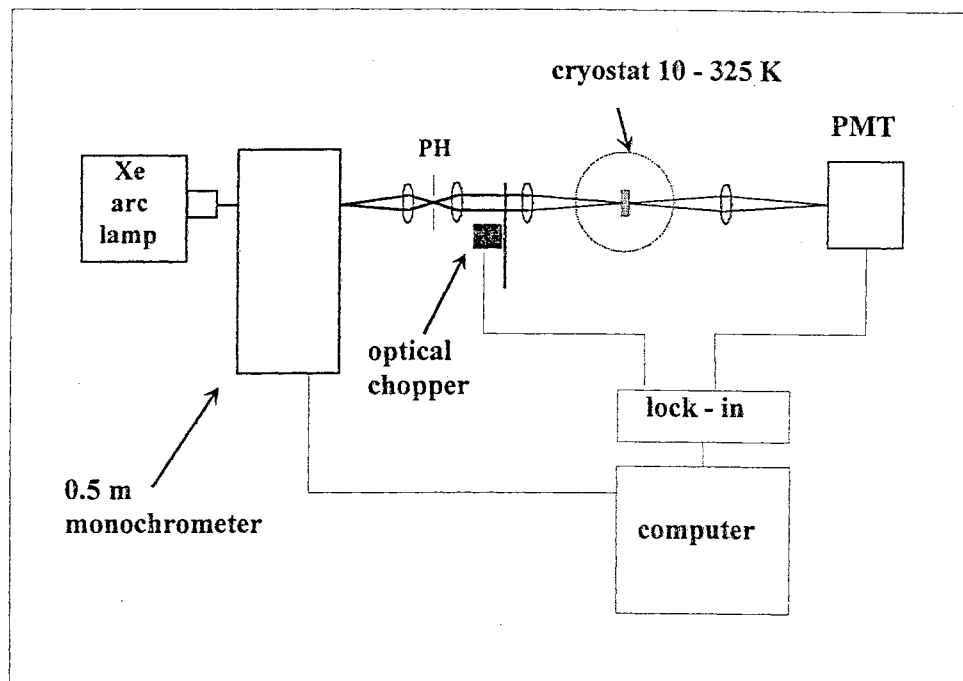 cryostat 10 - 325 K
PMT
PH
Xe
arc
lamp
optical
chopper
lock - in
0.5 m
monochrometer
computer